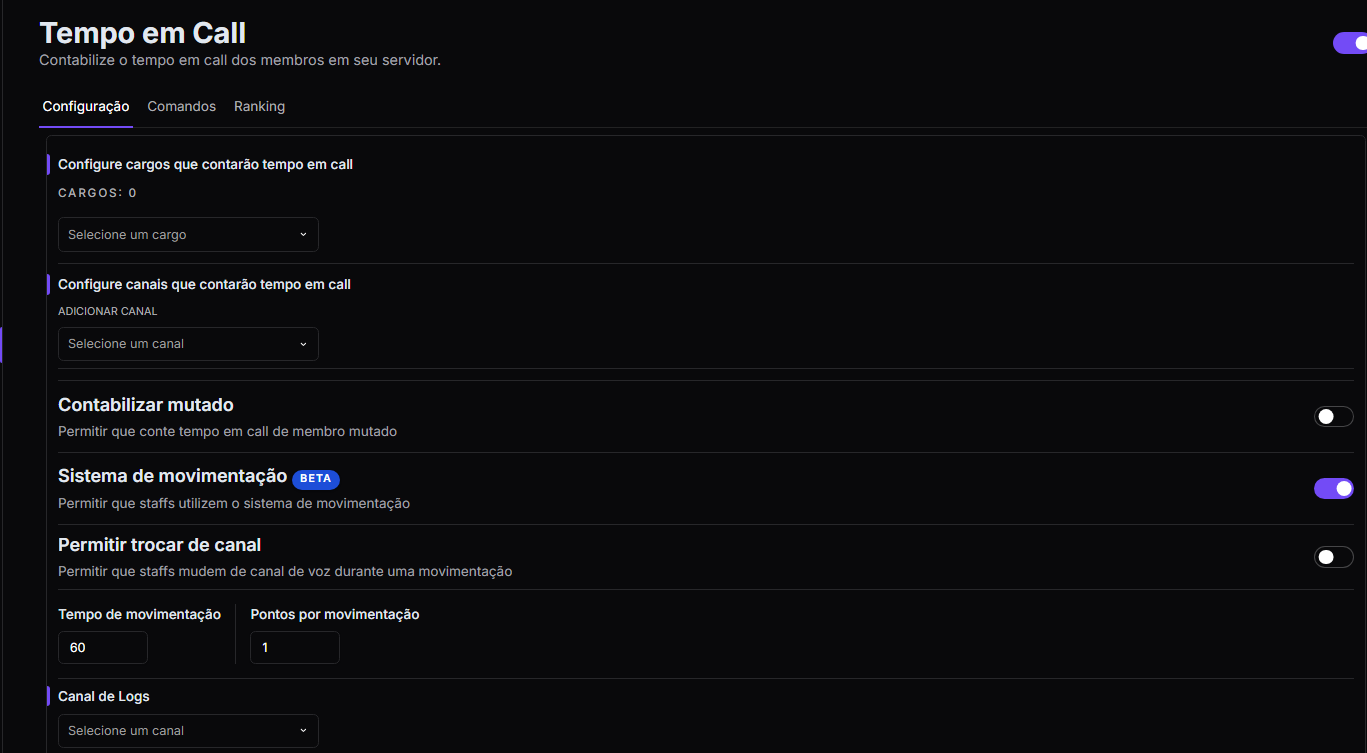 Tempo em Call
Contabilize o tempo em call dos membros em seu servidor.
Configuração Comandos Ranking
Configure cargos que contarão tempo em call
CARGOS: 0
Selecione um cargo
Configure canais que contarão tempo em call
ADICIONAR CANAL
Selecione um canal
Contabilizar mutado
Permitir que conte tempo em call de membro mutado
Sistema de movimentação BETA
Permitir que staffs utilizem o sistema de movimentação
Permitir trocar de canal
Permitir que staffs mudem de canal de voz durante uma movimentação
Tempo de movimentação Pontos por movimentação
60 1
Canal de Logs
Selecione um canal